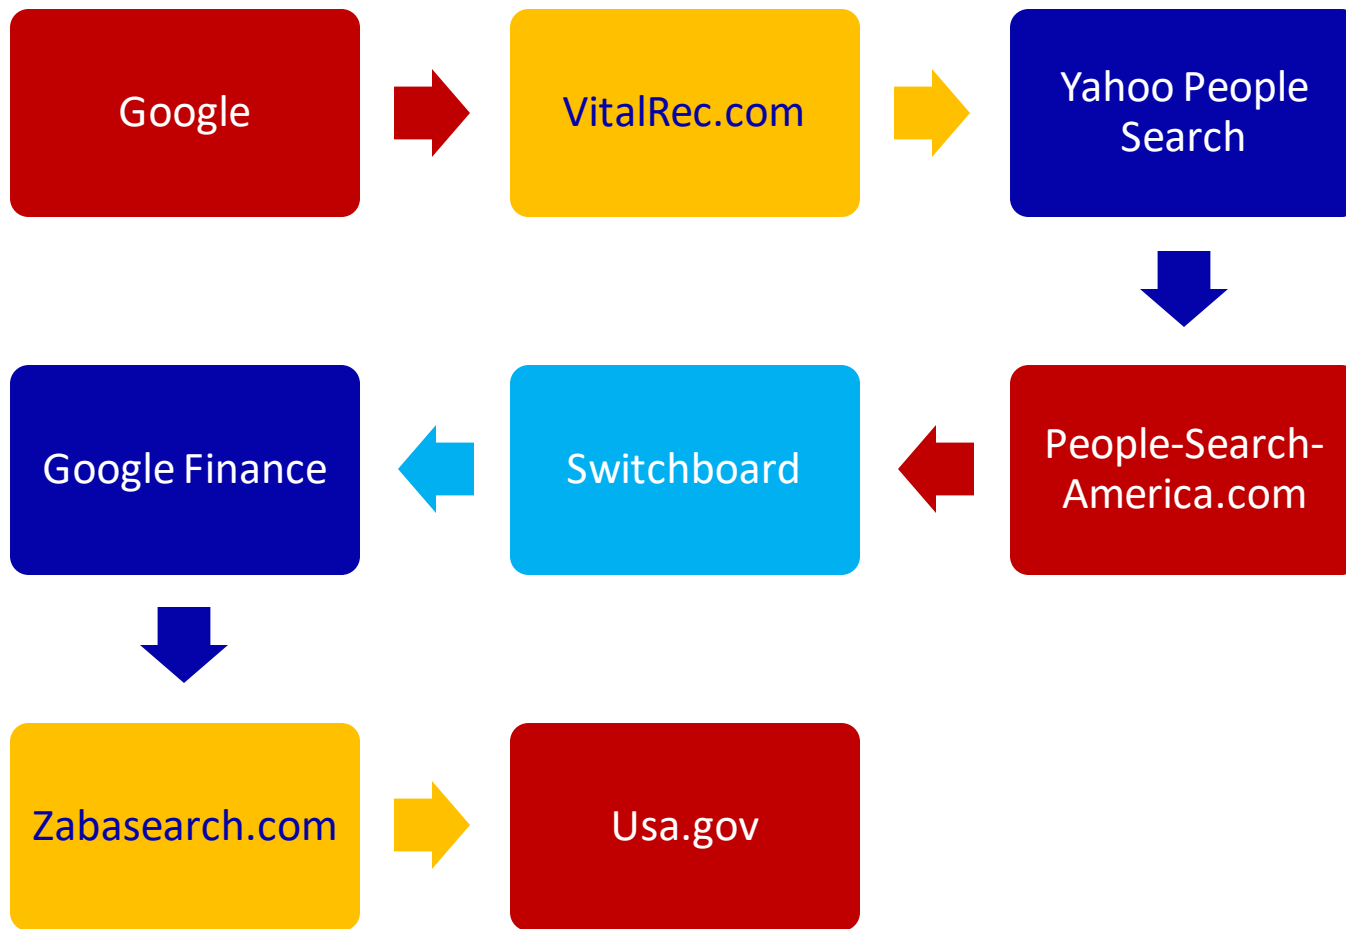 Google
VitalRec.com
Yahoo People
Search
People-Search-
America.com
Switchboard
Google Finance
Zabasearch.com
Usa.gov